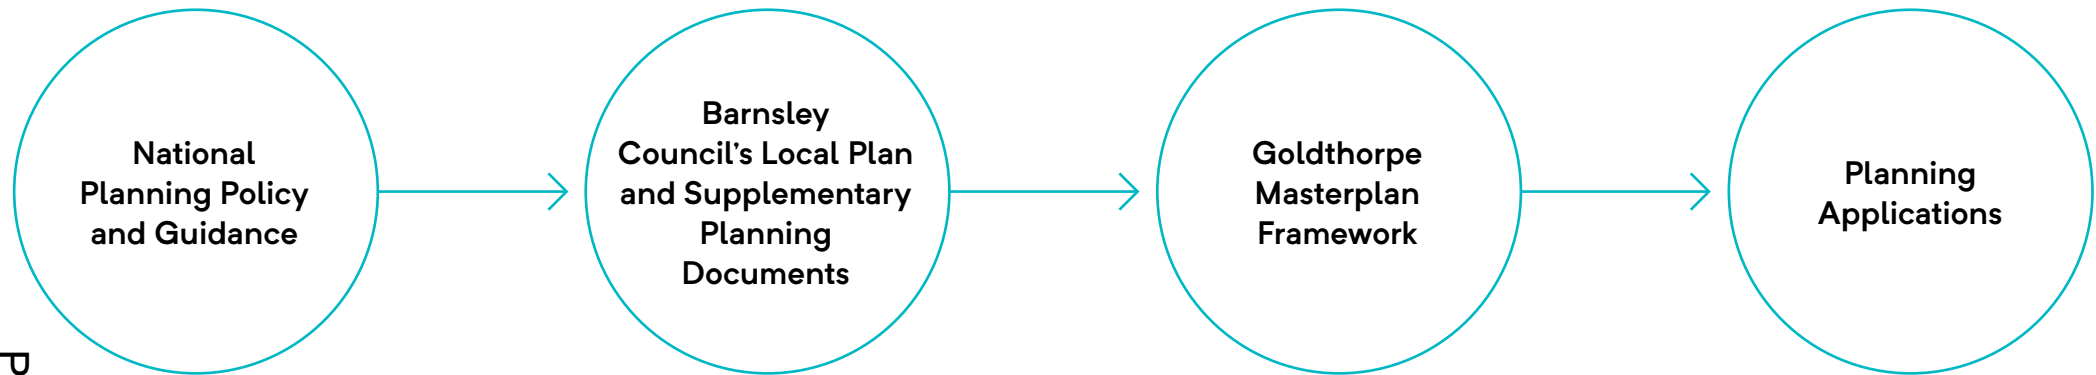 National
Planning Policy
and Guidance
Barnsley
Council’s Local Plan
and Supplementary
Planning
Documents
Goldthorpe
Masterplan
Framework
Planning
Applications
P